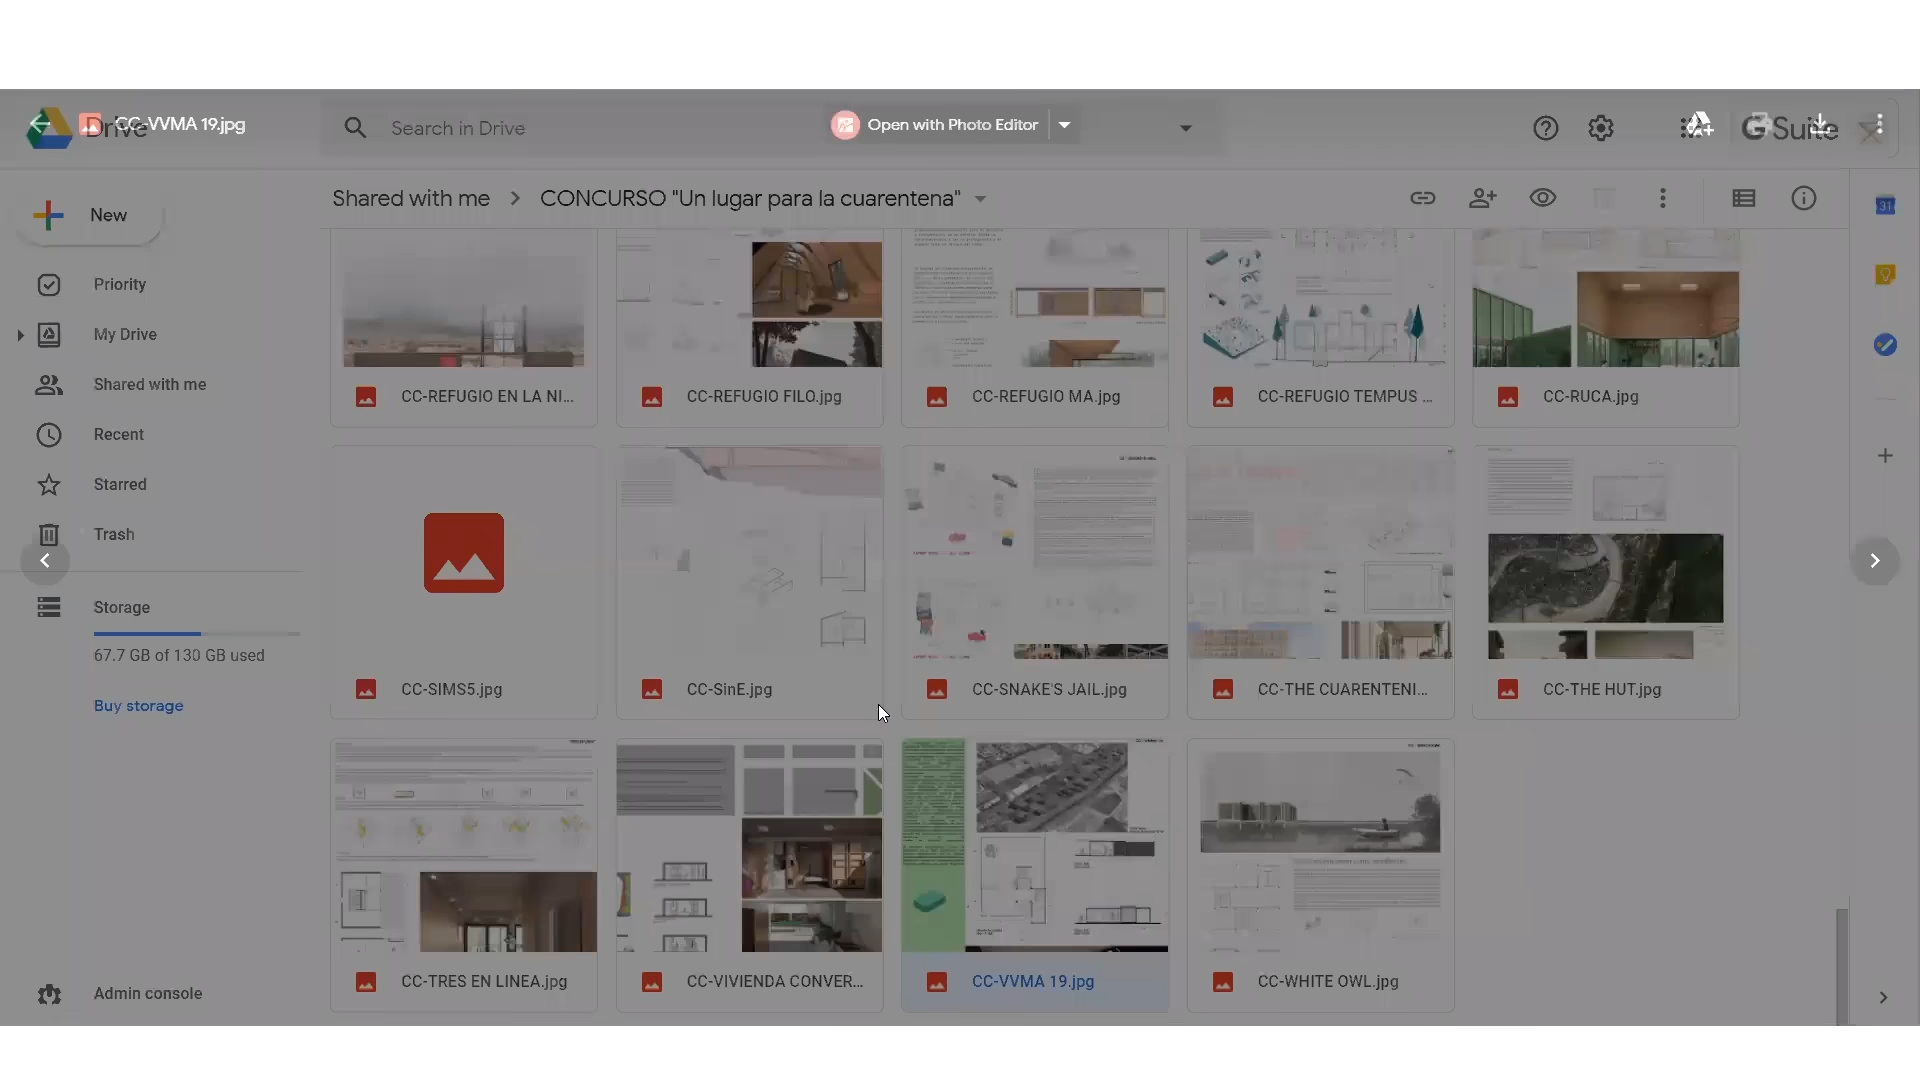 Drive
CC-VVMA 19.jpg
Search in Drive
Open with Photo Editor
G Suite
New
Shared with me
CONCURSO "Un lugar para la cuarentena"
31
Priority
My Drive
Shared with me
Recent
Starred
Trash
Storage
67.7 GB of 130 GB used
Buy storage
Admin console
CC-REFUGIO EN LA NI...
CC-REFUGIO FILO.jpg
CC-REFUGIO MA.jpg
CC-REFUGIO TEMPUS ...
CC-RUCA.jpg
CC-SIMS5.jpg
CC-SinE.jpg
CC-SNAKE'S JAIL.jpg
CC-THE CUARENTENI...
CC-THE HUT.jpg
CC-TRES EN LINEA.jpg
CC-VIVIENDA CONVER...
CC-VVMA 19.jpg
CC-WHITE OWL.jpg